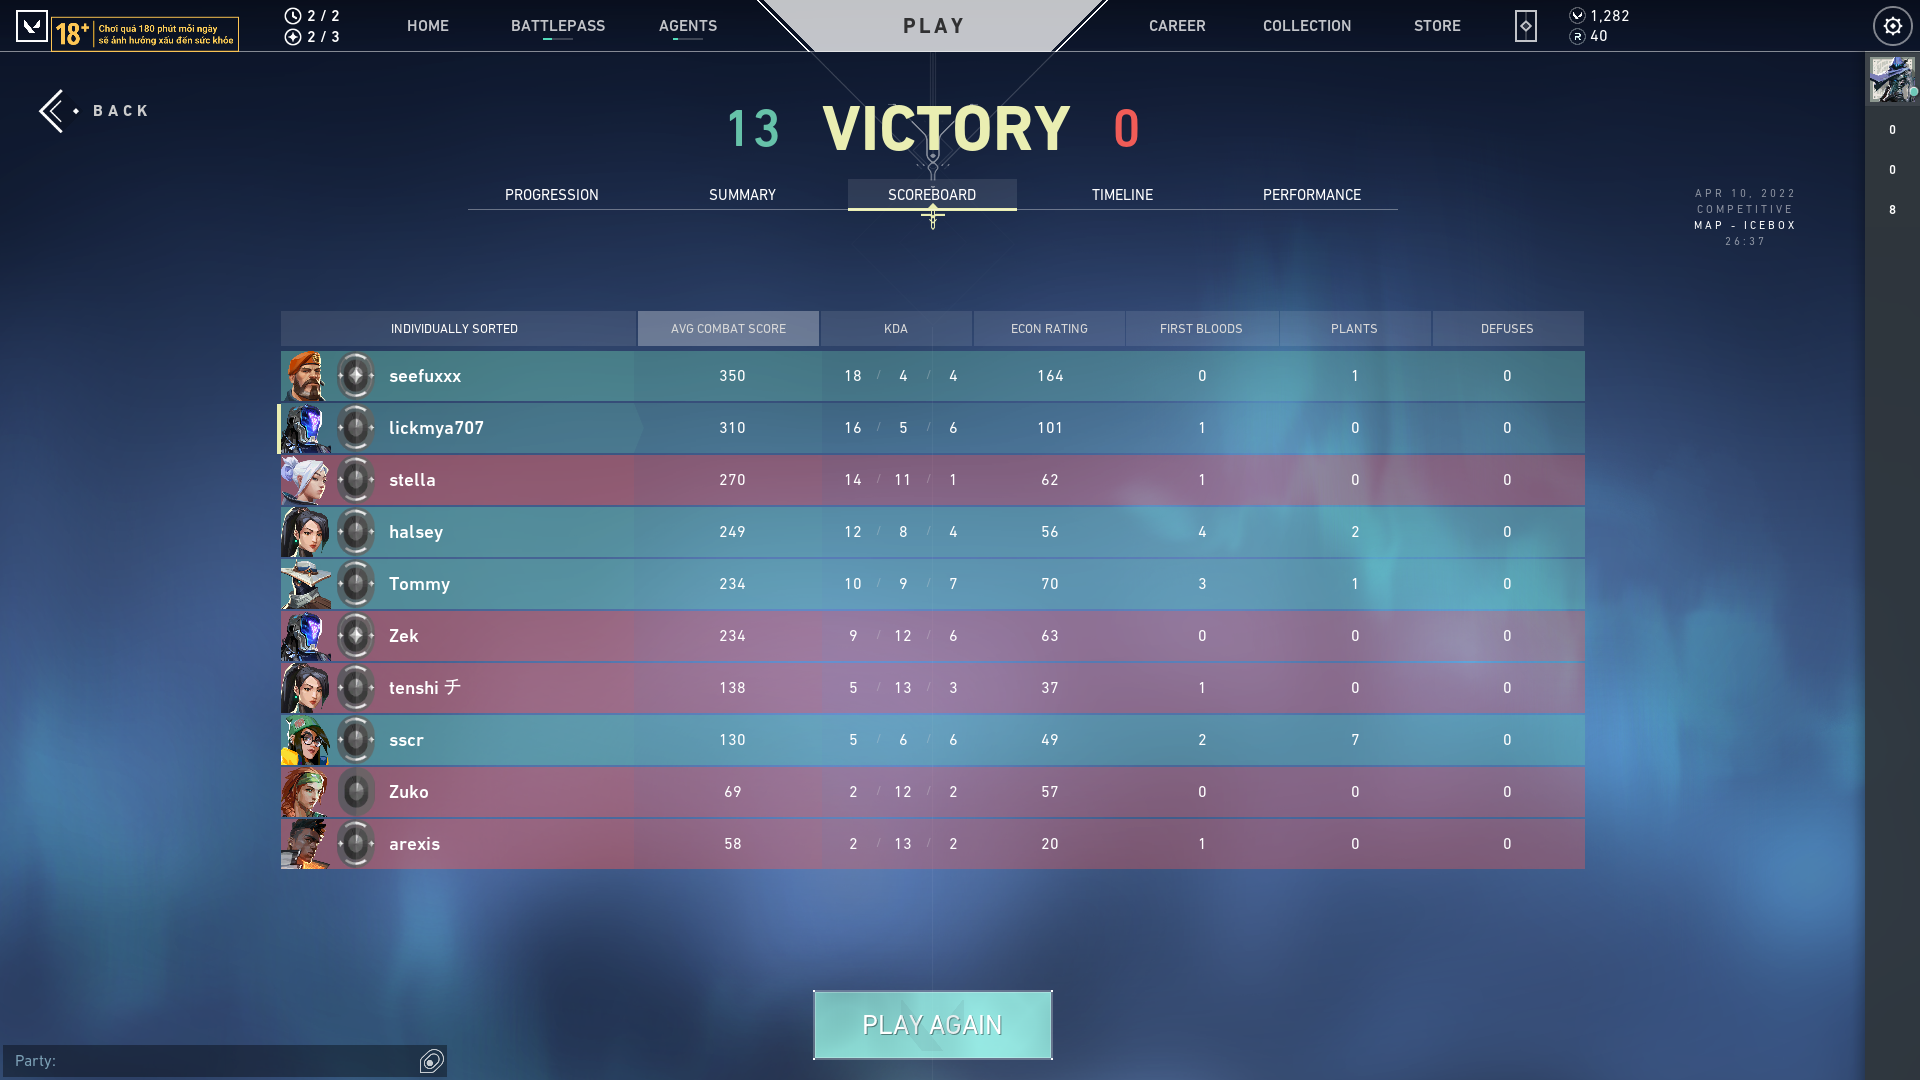 18+ Chơi quá 180 phút mỗi ngày
sẽ ảnh hưởng xấu đến sức khỏe
2 / 2
2 / 3
HOME BATTLEPASS AGENTS PLAY CAREER COLLECTION STORE
1,282
R 40
BACK
13 VICTORY 0
PROGRESSION SUMMARY SCOREBOARD TIMELINE PERFORMANCE
0
0
8
APR 10, 2022
COMPETITIVE
MAP - ICEBOX
26:37
INDIVIDUALLY SORTED AVG COMBAT SCORE KDA ECON RATING FIRST BLOODS PLANTS DEFUSES
seefuxxx 350 18 / 4 / 4 164 0 1 0
lickmya707 310 16 / 5 / 6 101 1 0 0
stella 270 14 / 11 / 1 62 1 0 0
halsey 249 12 / 8 / 4 56 4 2 0
Tommy 234 10 / 9 / 7 70 3 1 0
Zek 234 9 / 12 / 6 63 0 0 0
tenshi チ 138 5 / 13 / 3 37 1 0 0
sscr 130 5 / 6 / 6 49 2 7 0
Zuko 69 2 / 12 / 2 57 0 0 0
arexis 58 2 / 13 / 2 20 1 0 0
PLAY AGAIN
Party: